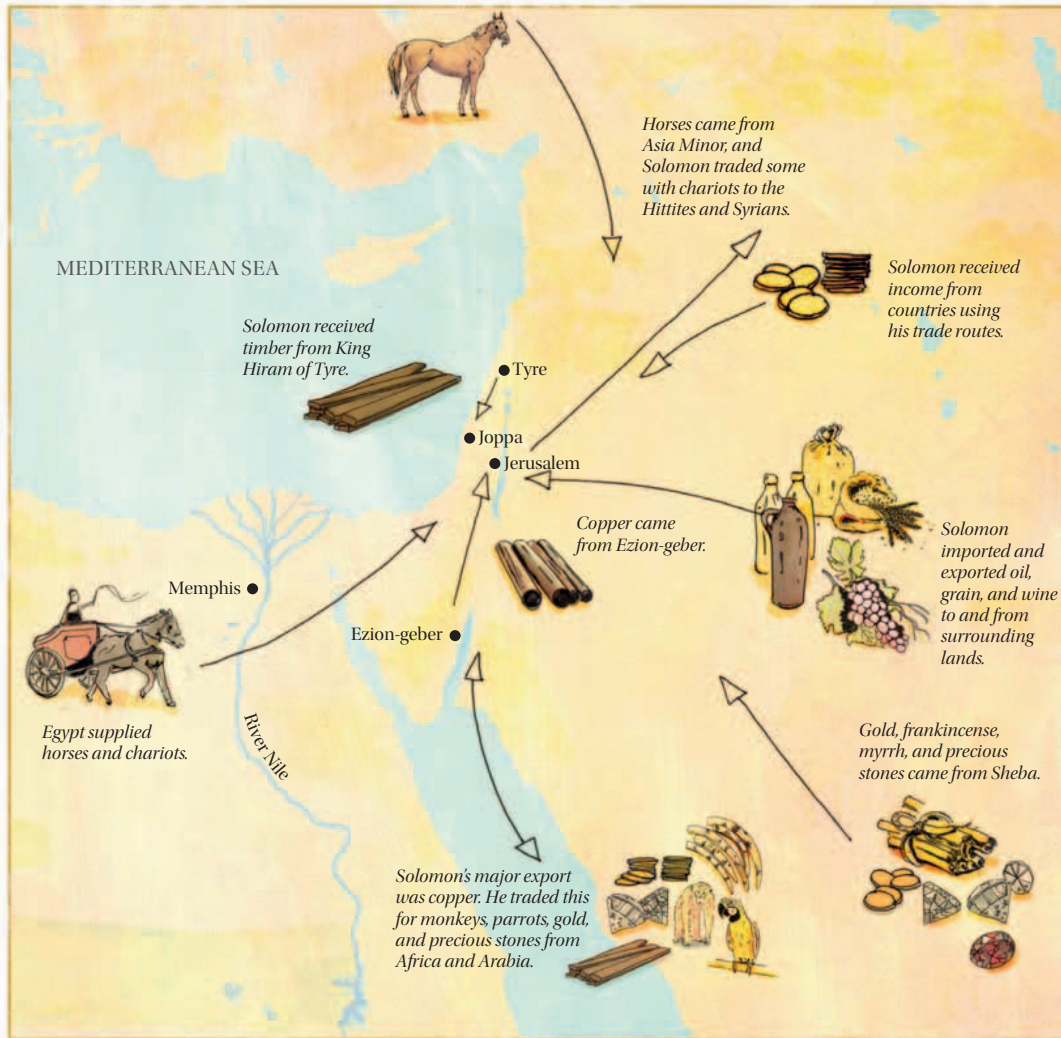 Horses came from
Asia Minor, and
Solomon traded some
with chariots to the
Hittites and Syrians.
MEDITERRANEAN SEA
Solomon received
income from
countries using
his trade routes.
Solomon received
timber from King
Hiram of Tyre.
Tyre
Joppa
Jerusalem
Copper came
from Ezion-geber.
Solomon
imported and
exported oil,
grain, and wine
to and from
surrounding
lands.
Memphis
Ezion-geber
Egypt supplied
horses and chariots.
River Nile
Gold, frankincense,
myrrh, and precious
stones came from Sheba.
Solomon's major export
was copper. He traded this
for monkeys, parrots, gold,
and precious stones from
Africa and Arabia.